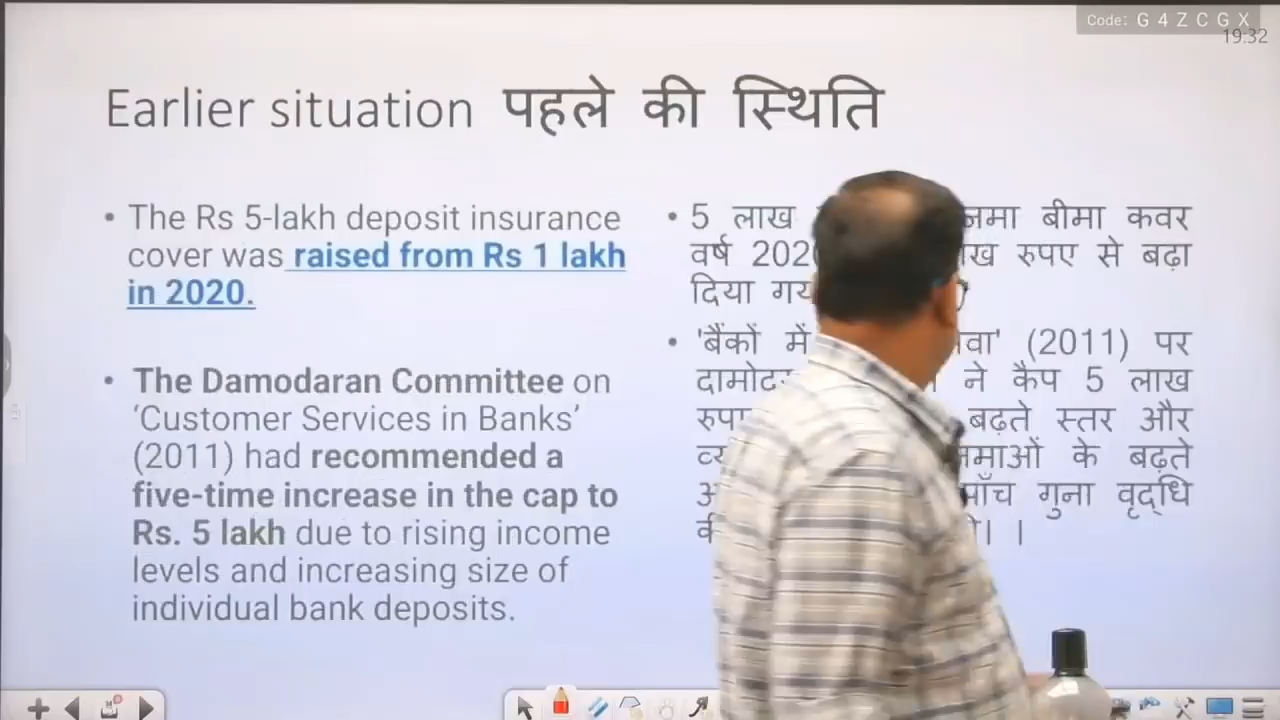 Code: G 4 Z C G X
19:32
Earlier situation पहले की स्थिति
• The Rs 5-lakh deposit insurance
cover was raised from Rs 1 lakh
in 2020.
• The Damodaran Committee on
‘Customer Services in Banks’
(2011) had recommended a
five-time increase in the cap to
Rs. 5 lakh due to rising income
levels and increasing size of
individual bank deposits.
• 5 लाख बीमा कवर
वर्ष रुपए से बढ़ा
दिया
• 'बैंकों में (2011) पर
ने कैप 5 लाख
बढ़ते स्तर और
के बढ़ते
गुना वृद्धि